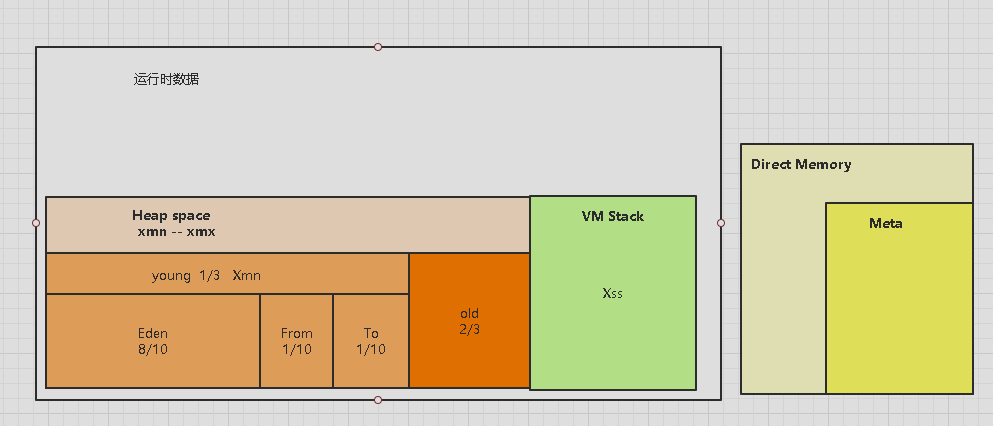 运行时数据
Direct Memory
Heap space
xmn -- xmx
VM Stack
Meta
young 1/3 Xmn
Xss
old
2/3
Eden
8/10
From
1/10
To
1/10